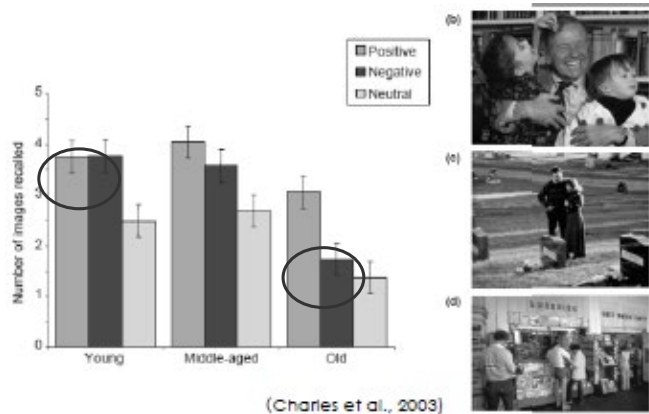 Positive
Negative
Neutral
Number of images recalled
5
4
3
2
1
0
Young
Middle-aged
Old
(Charles et al., 2003)
(b)
(c)
(d)